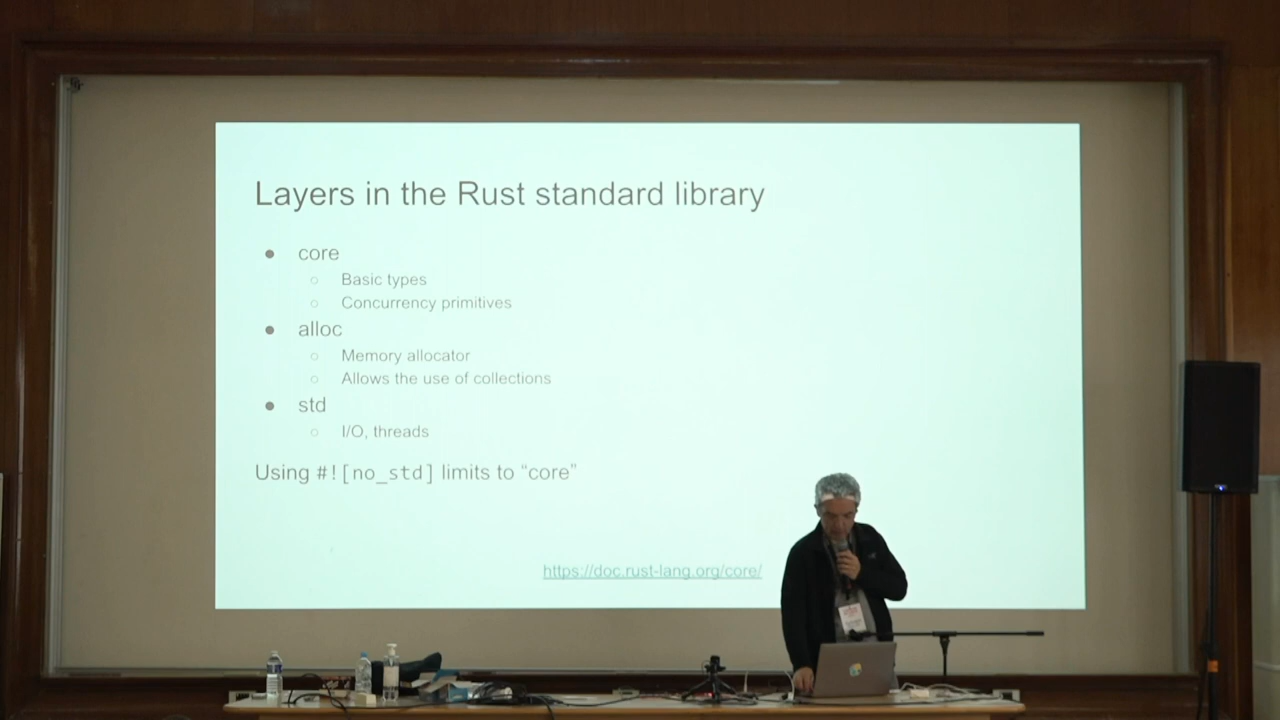 Layers in the Rust standard library
● core
○ Basic types
○ Concurrency primitives
● alloc
○ Memory allocator
○ Allows the use of collections
● std
○ I/O, threads
Using #![no_std] limits to “core”
https://doc.rust-lang.org/core/